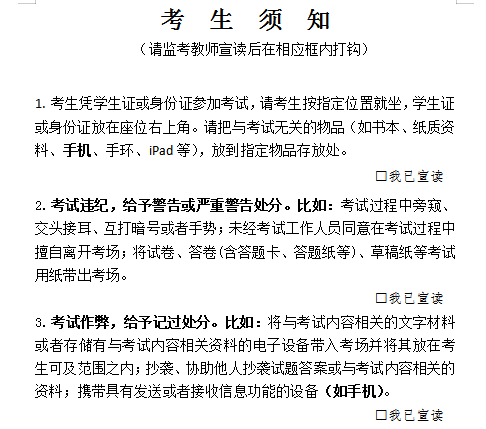 考 生 须 知
（请监考教师宣读后在相应框内打钩）
1. 考生凭学生证或身份证参加考试，请考生按指定位置就坐，学生证
或身份证放在座位右上角。请把与考试无关的物品（如书本、纸质资
料、手机、手环、iPad 等），放到指定物品存放处。
□我已宣读
2. 考试违纪，给予警告或严重警告处分。比如：考试过程中旁窥、
交头接耳、互打暗号或者手势；未经考试工作人员同意在考试过程中
擅自离开考场；将试卷、答卷(含答题卡、答题纸等)、草稿纸等考试
用纸带出考场。
□我已宣读
3. 考试作弊，给予记过处分。比如：将与考试内容相关的文字材料
或者存储有与考试内容相关资料的电子设备带入考场并将其放在考
生可及范围之内；抄袭、协助他人抄袭试题答案或与考试内容相关的
资料；携带具有发送或者接收信息功能的设备（如手机）。
□我已宣读